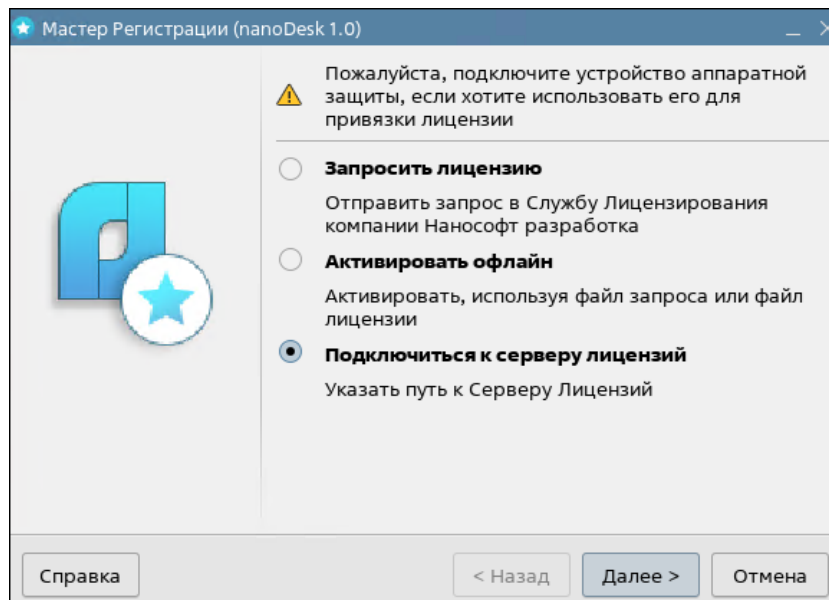 Мастер Регистрации (nanoDesk 1.0)
Пожалуйста, подключите устройство аппаратной
защиты, если хотите использовать его для
привязки лицензии
Запросить лицензию
Отправить запрос в Службу Лицензирования
компании Нанософт разработка
Активировать офлайн
Активировать, используя файл запроса или файл
лицензии
Подключиться к серверу лицензий
Указать путь к Серверу Лицензий
Справка
< Назад
Далее >
Отмена